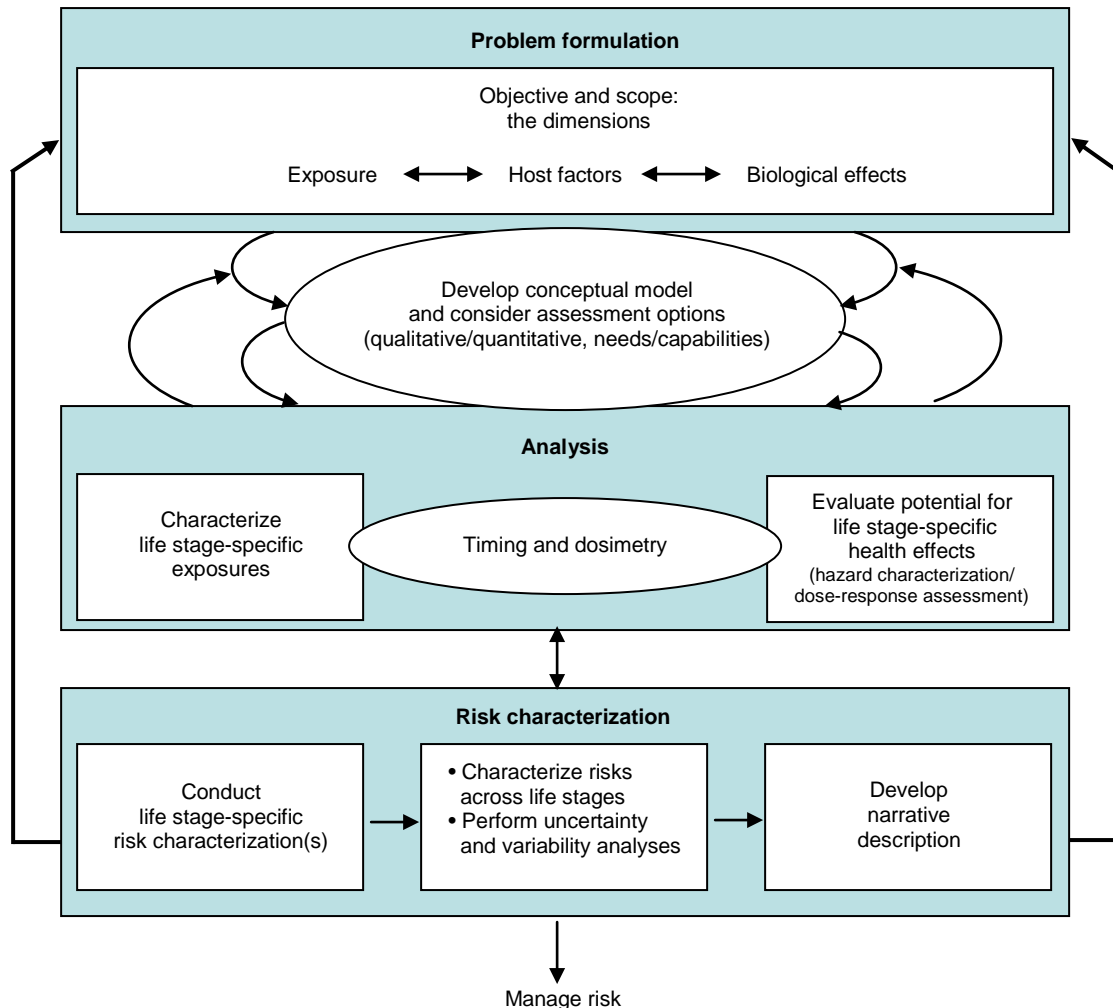 Problem formulation
Objective and scope:
the dimensions
Exposure Host factors Biological effects
Develop conceptual model
and consider assessment options
(qualitative/quantitative, needs/capabilities)
Analysis
Characterize
life stage-specific
exposures
Timing and dosimetry
Evaluate potential for
life stage-specific
health effects
(hazard characterization/
dose-response assessment)
Risk characterization
Conduct
life stage-specific
risk characterization(s)
• Characterize risks
across life stages
• Perform uncertainty
and variability analyses
Develop
narrative
description
Manage risk